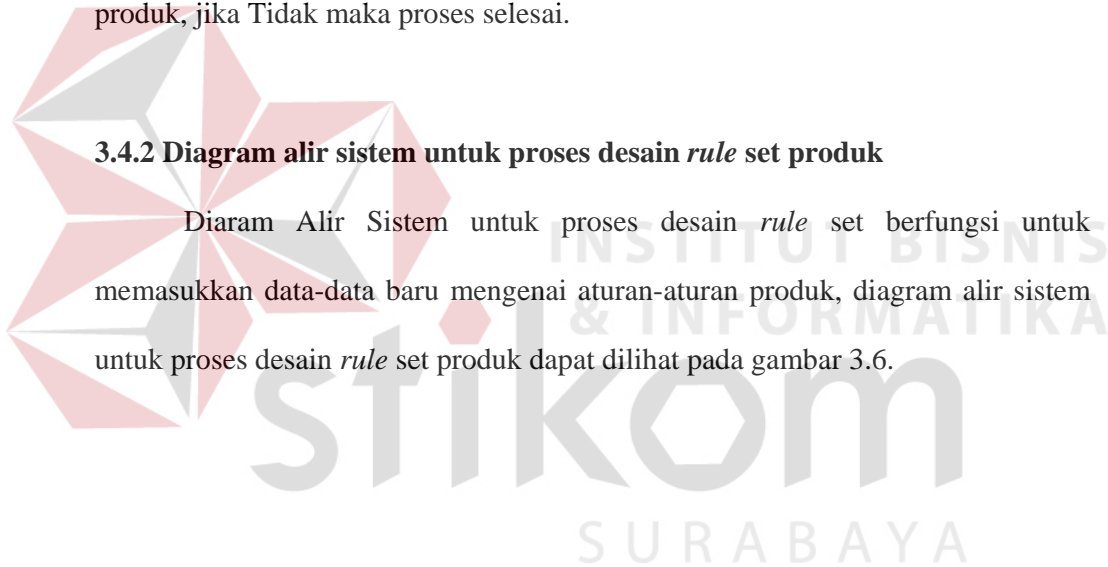 produk, jika Tidak maka proses selesai.
3.4.2 Diagram alir sistem untuk proses desain rule set produk
Diaram Alir Sistem untuk proses desain rule set berfungsi untuk
memasukkan data-data baru mengenai aturan-aturan produk, diagram alir sistem
untuk proses desain rule set produk dapat dilihat pada gambar 3.6.
INSTITUT BISNIS
& INFORMATIKA
stikom
SURABAYA